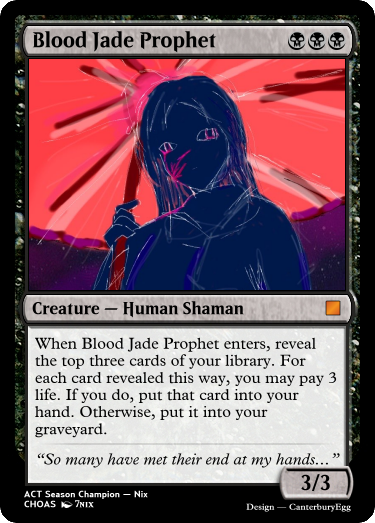 Blood Jade Prophet
Creature — Human Shaman
When Blood Jade Prophet enters, reveal
the top three cards of your library. For
each card revealed this way, you may pay 3
life. If you do, put that card into your
hand. Otherwise, put it into your
graveyard.
“So many have met their end at my hands…”
3/3
ACT Season Champion — Nix
CHOAS 7NIX
Design — CanterburyEgg